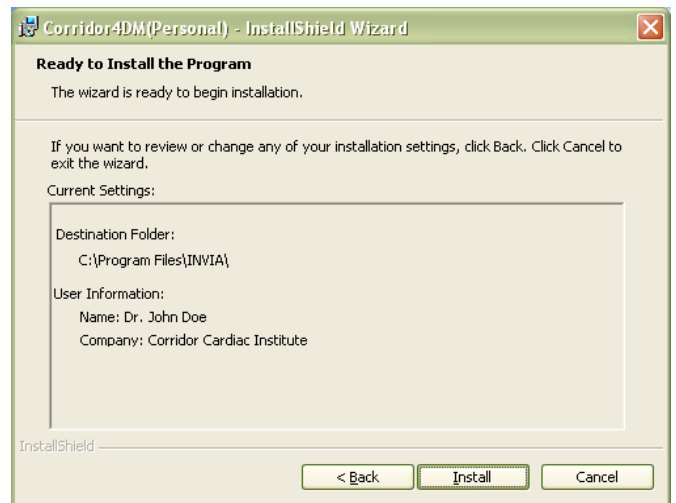 Corridor4DM(Personal) - InstallShield Wizard
Ready to Install the Program
The wizard is ready to begin installation.
If you want to review or change any of your installation settings, click Back. Click Cancel to
exit the wizard.
Current Settings:
Destination Folder:
C:\Program Files\INVIA\
User Information:
Name: Dr. John Doe
Company: Corridor Cardiac Institute
InstallShield
< Back Install Cancel